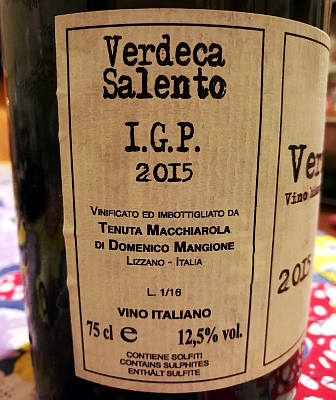 Verdeca
Salento
I.G.P.
2015
VINIFICATO ED IMBOTTIGLIATO DA
TENUTA MACCHIAROLA
DI DOMENICO MANGIONE
LIZZANO - ITALIA
L. 1/16
VINO ITALIANO
75 cl e 12,5% vol.
CONTIENE SOLFITI
CONTAINS SULPHITES
ENTHÄLT SULFITE
Ver
Vino
2015